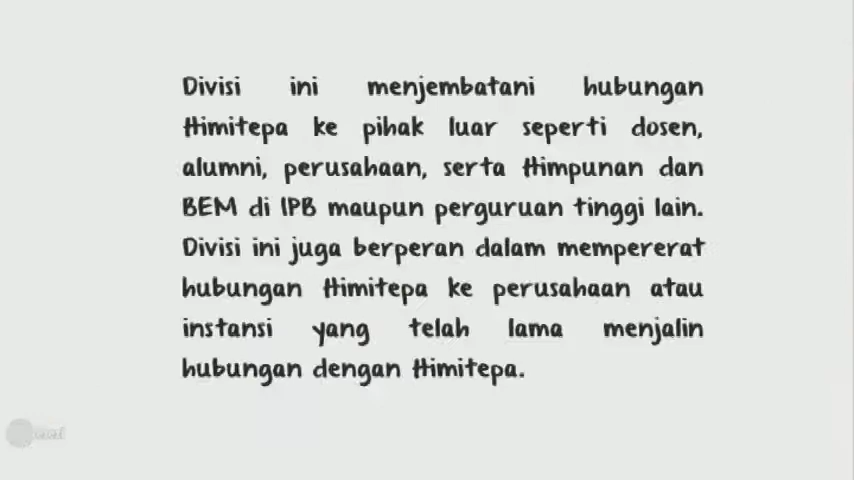 Divisi ini menjembatani hubungan
Himitepa ke pihak luar seperti dosen,
alumni, perusahaan, serta Himpunan dan
BEM di IPB maupun perguruan tinggi lain.
Divisi ini juga berperan dalam mempererat
hubungan Himitepa ke perusahaan atau
instansi yang telah lama menjalin
hubungan dengan Himitepa.